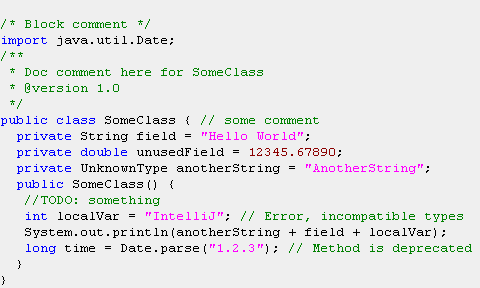 /* Block comment */
import java.util.Date;
/**
 * Doc comment here for SomeClass
 * @version 1.0
 */
public class SomeClass { // some comment
  private String field = "Hello World";
  private double unusedField = 12345.67890;
  private UnknownType anotherString = "AnotherString";
  public SomeClass() {
   //TODO: something
   int localVar = "IntelliJ"; // Error, incompatible types
   System.out.println(anotherString + field + localVar);
   long time = Date.parse("1.2.3"); // Method is deprecated
  }
}